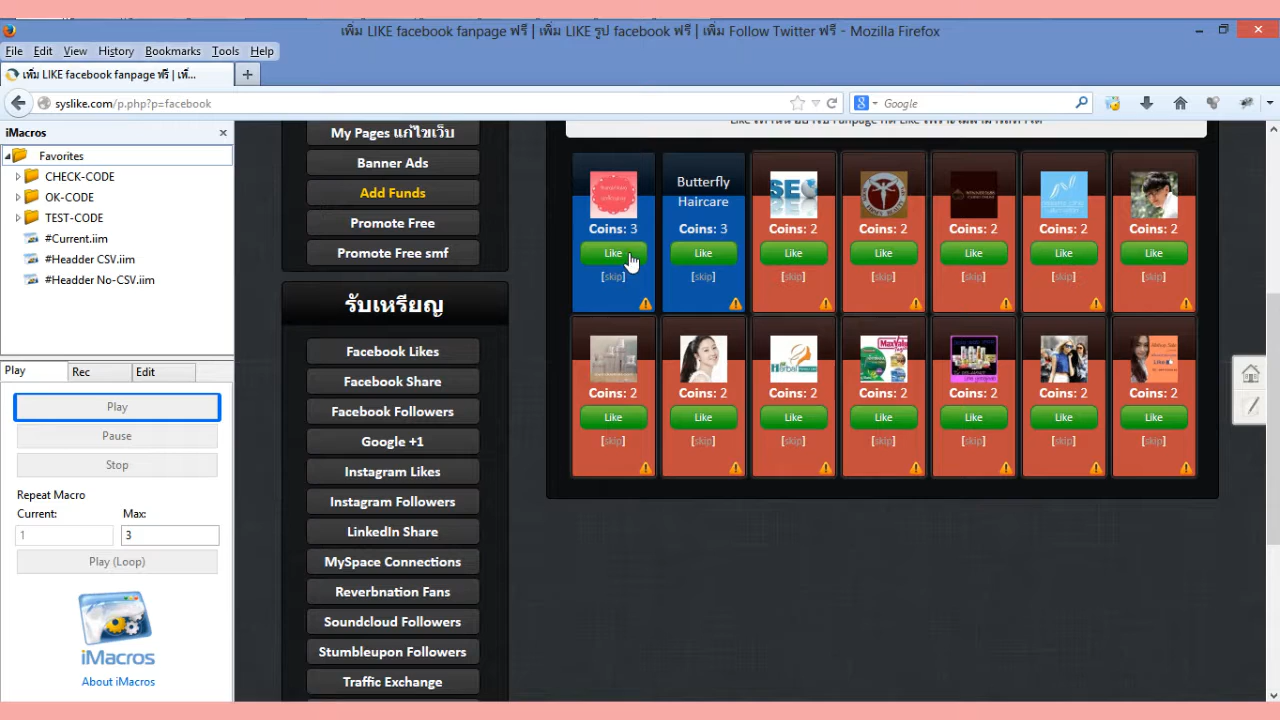 เพิ่ม LIKE facebook fanpage ฟรี | เพิ่ม LIKE รูป facebook ฟรี | เพิ่ม Follow Twitter ฟรี - Mozilla Firefox
File Edit View History Bookmarks Tools Help
เพิ่ม LIKE facebook fanpage ฟรี | เพิ่...
syslike.com/p.php?p=facebook
Google
iMacros
Favorites
CHECK-CODE
OK-CODE
TEST-CODE
#Current.iim
#Headder CSV.iim
#Headder No-CSV.iim
Play Rec Edit
Play
Pause
Stop
Repeat Macro
Current: Max:
1 3
Play (Loop)
iMacros
About iMacros
My Pages แก้ไขเว็บ
Banner Ads
Add Funds
Promote Free
Promote Free smf
รับเหรียญ
Facebook Likes
Facebook Share
Facebook Followers
Google +1
Instagram Likes
Instagram Followers
LinkedIn Share
MySpace Connections
Reverbnation Fans
Soundcloud Followers
Stumbleupon Followers
Traffic Exchange
Butterfly
Haircare
SEO
Coins: 3 Coins: 3 Coins: 2 Coins: 2 Coins: 2 Coins: 2 Coins: 2
Like Like Like Like Like Like Like
[skip] [skip] [skip] [skip] [skip] [skip] [skip]
Herbal
MaxValu
Coins: 2 Coins: 2 Coins: 2 Coins: 2 Coins: 2 Coins: 2 Coins: 2
Like Like Like Like Like Like Like
[skip] [skip] [skip] [skip] [skip] [skip] [skip]